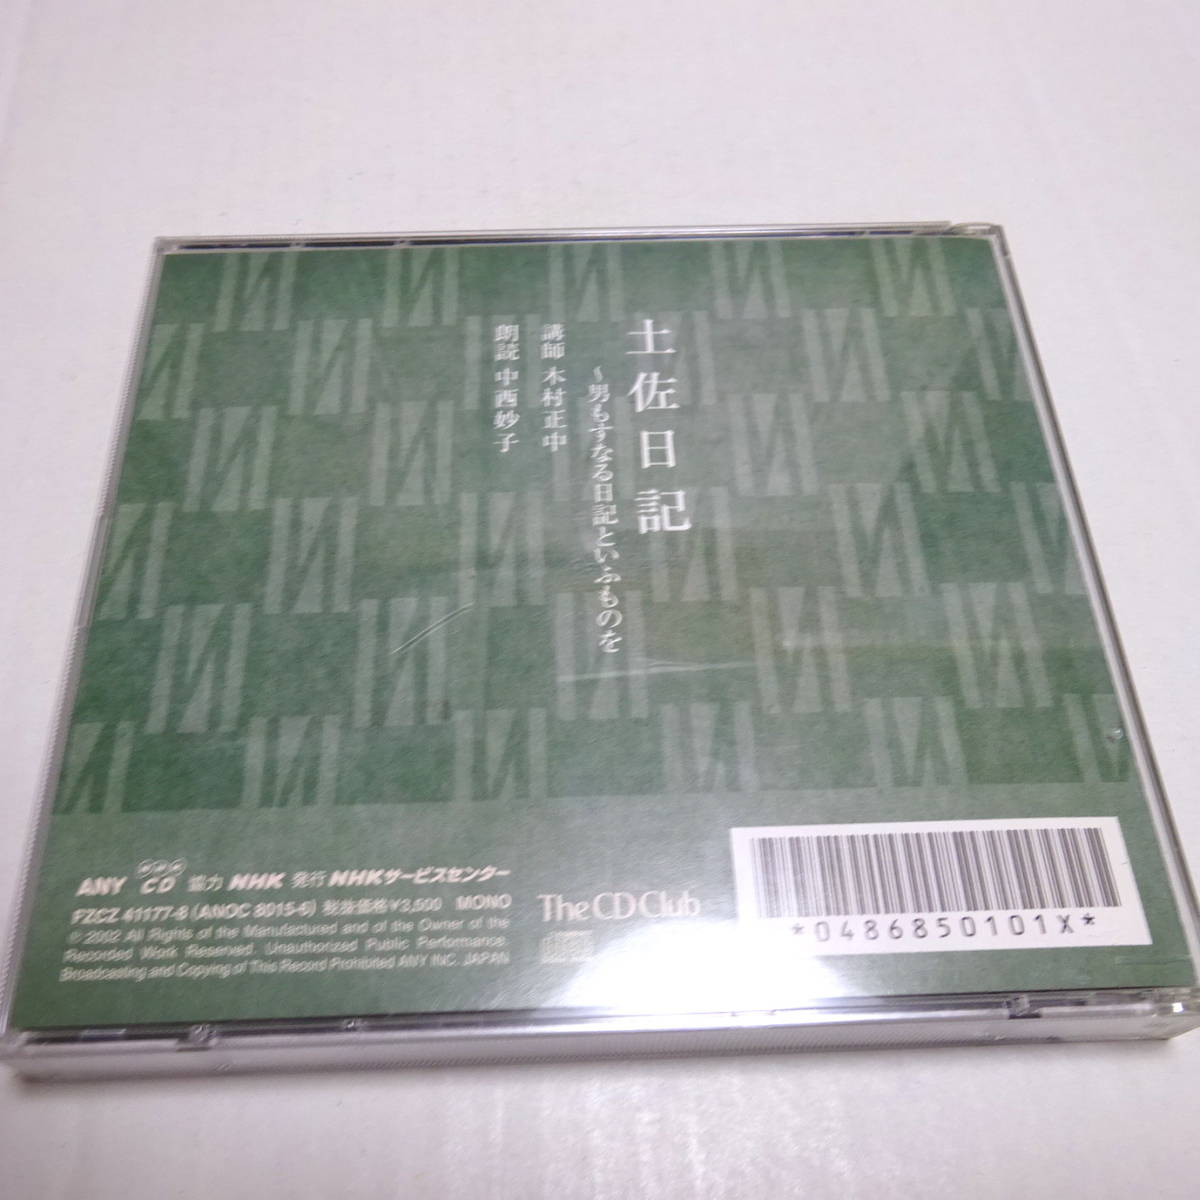 土佐日記
～男もすなる日記といふものを
講師 木村正中
朗読 中西妙子
ANY NHK CD 協力 NHK 発行 NHKサービスセンター
FZCZ 41177-8 (ANOC 8015-6) 税抜価格¥3,500 MONO
℗ 2002 All Rights of the Manufactured and of the Owner of the
Recorded Work Reserved. Unauthorized Public Performance.
Broadcasting and Copying of This Record Prohibited ANY INC. JAPAN
The CD Club
*0486850101X*